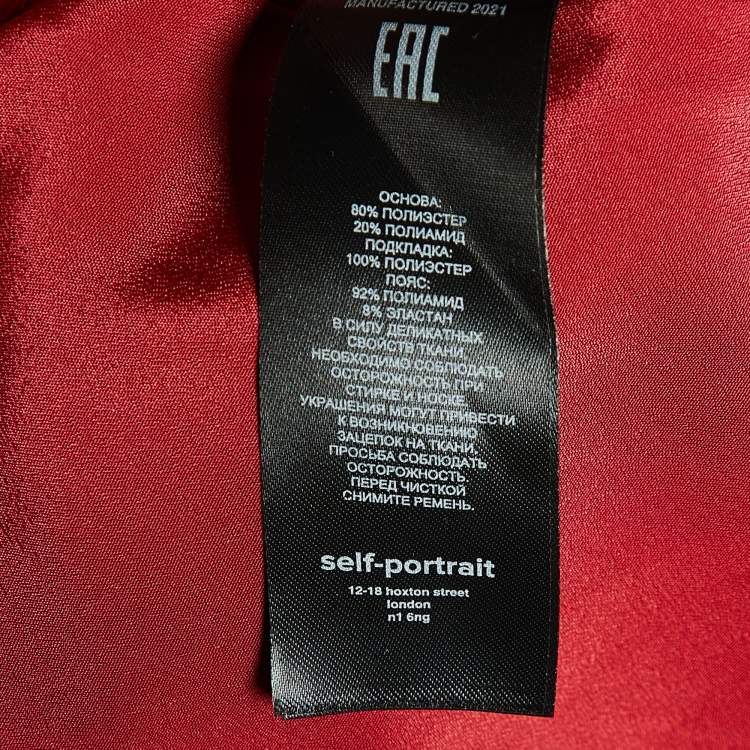 MANUFACTURED 2021
EAC
ОСНОВА:
80% ПОЛИЭСТЕР
20% ПОЛИАМИД
ПОДКЛАДКА:
100% ПОЛИЭСТЕР
ПОЯС:
92% ПОЛИАМИД
8% ЭЛАСТАН
В СИЛУ ДЕЛИКАТНЫХ
СВОЙСТВ ТКАНИ,
НЕОБХОДИМО СОБЛЮДАТЬ
ОСТОРОЖНОСТЬ ПРИ
СТИРКЕ И НОСКЕ.
УКРАШЕНИЯ МОГУТ ПРИВЕСТИ
К ВОЗНИКНОВЕНИЮ
ЗАЦЕПОК НА ТКАНИ.
ПРОСЬБА СОБЛЮДАТЬ
ОСТОРОЖНОСТЬ.
ПЕРЕД ЧИСТКОЙ
СНИМИТЕ РЕМЕНЬ.
self-portrait
12-18 hoxton street
london
n1 6ng